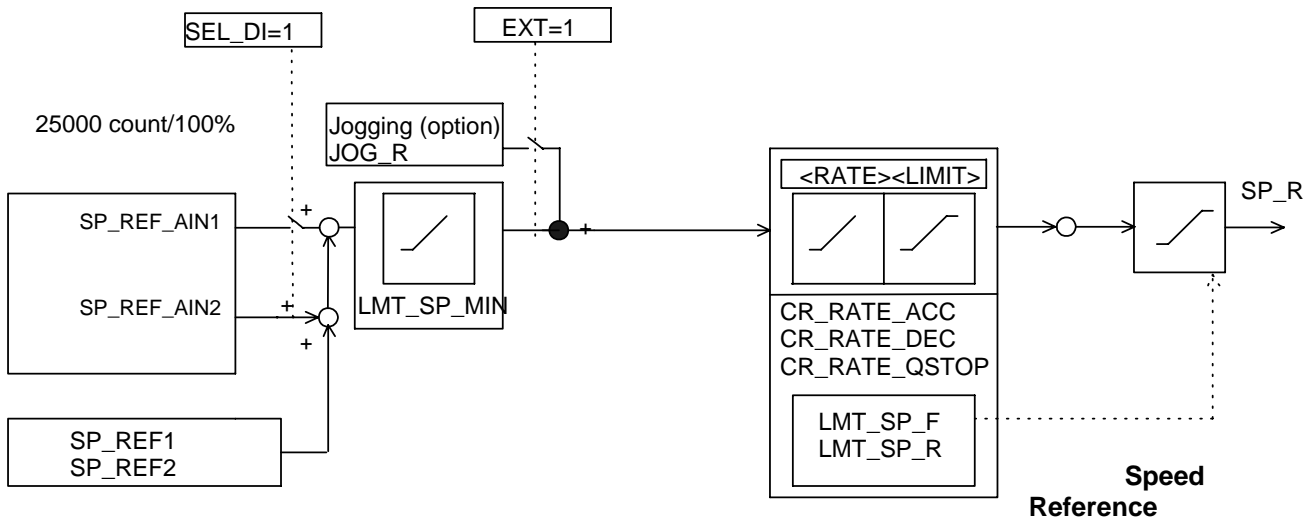 SEL_DI=1
EXT=1
25000 count/100%
Jogging (option)
JOG_R
<RATE><LIMIT>
SP_R
+
SP_REF_AIN1
+
SP_REF_AIN2
+
+
LMT_SP_MIN
CR_RATE_ACC
CR_RATE_DEC
CR_RATE_QSTOP
LMT_SP_F
LMT_SP_R
SP_REF1
SP_REF2
Speed
Reference